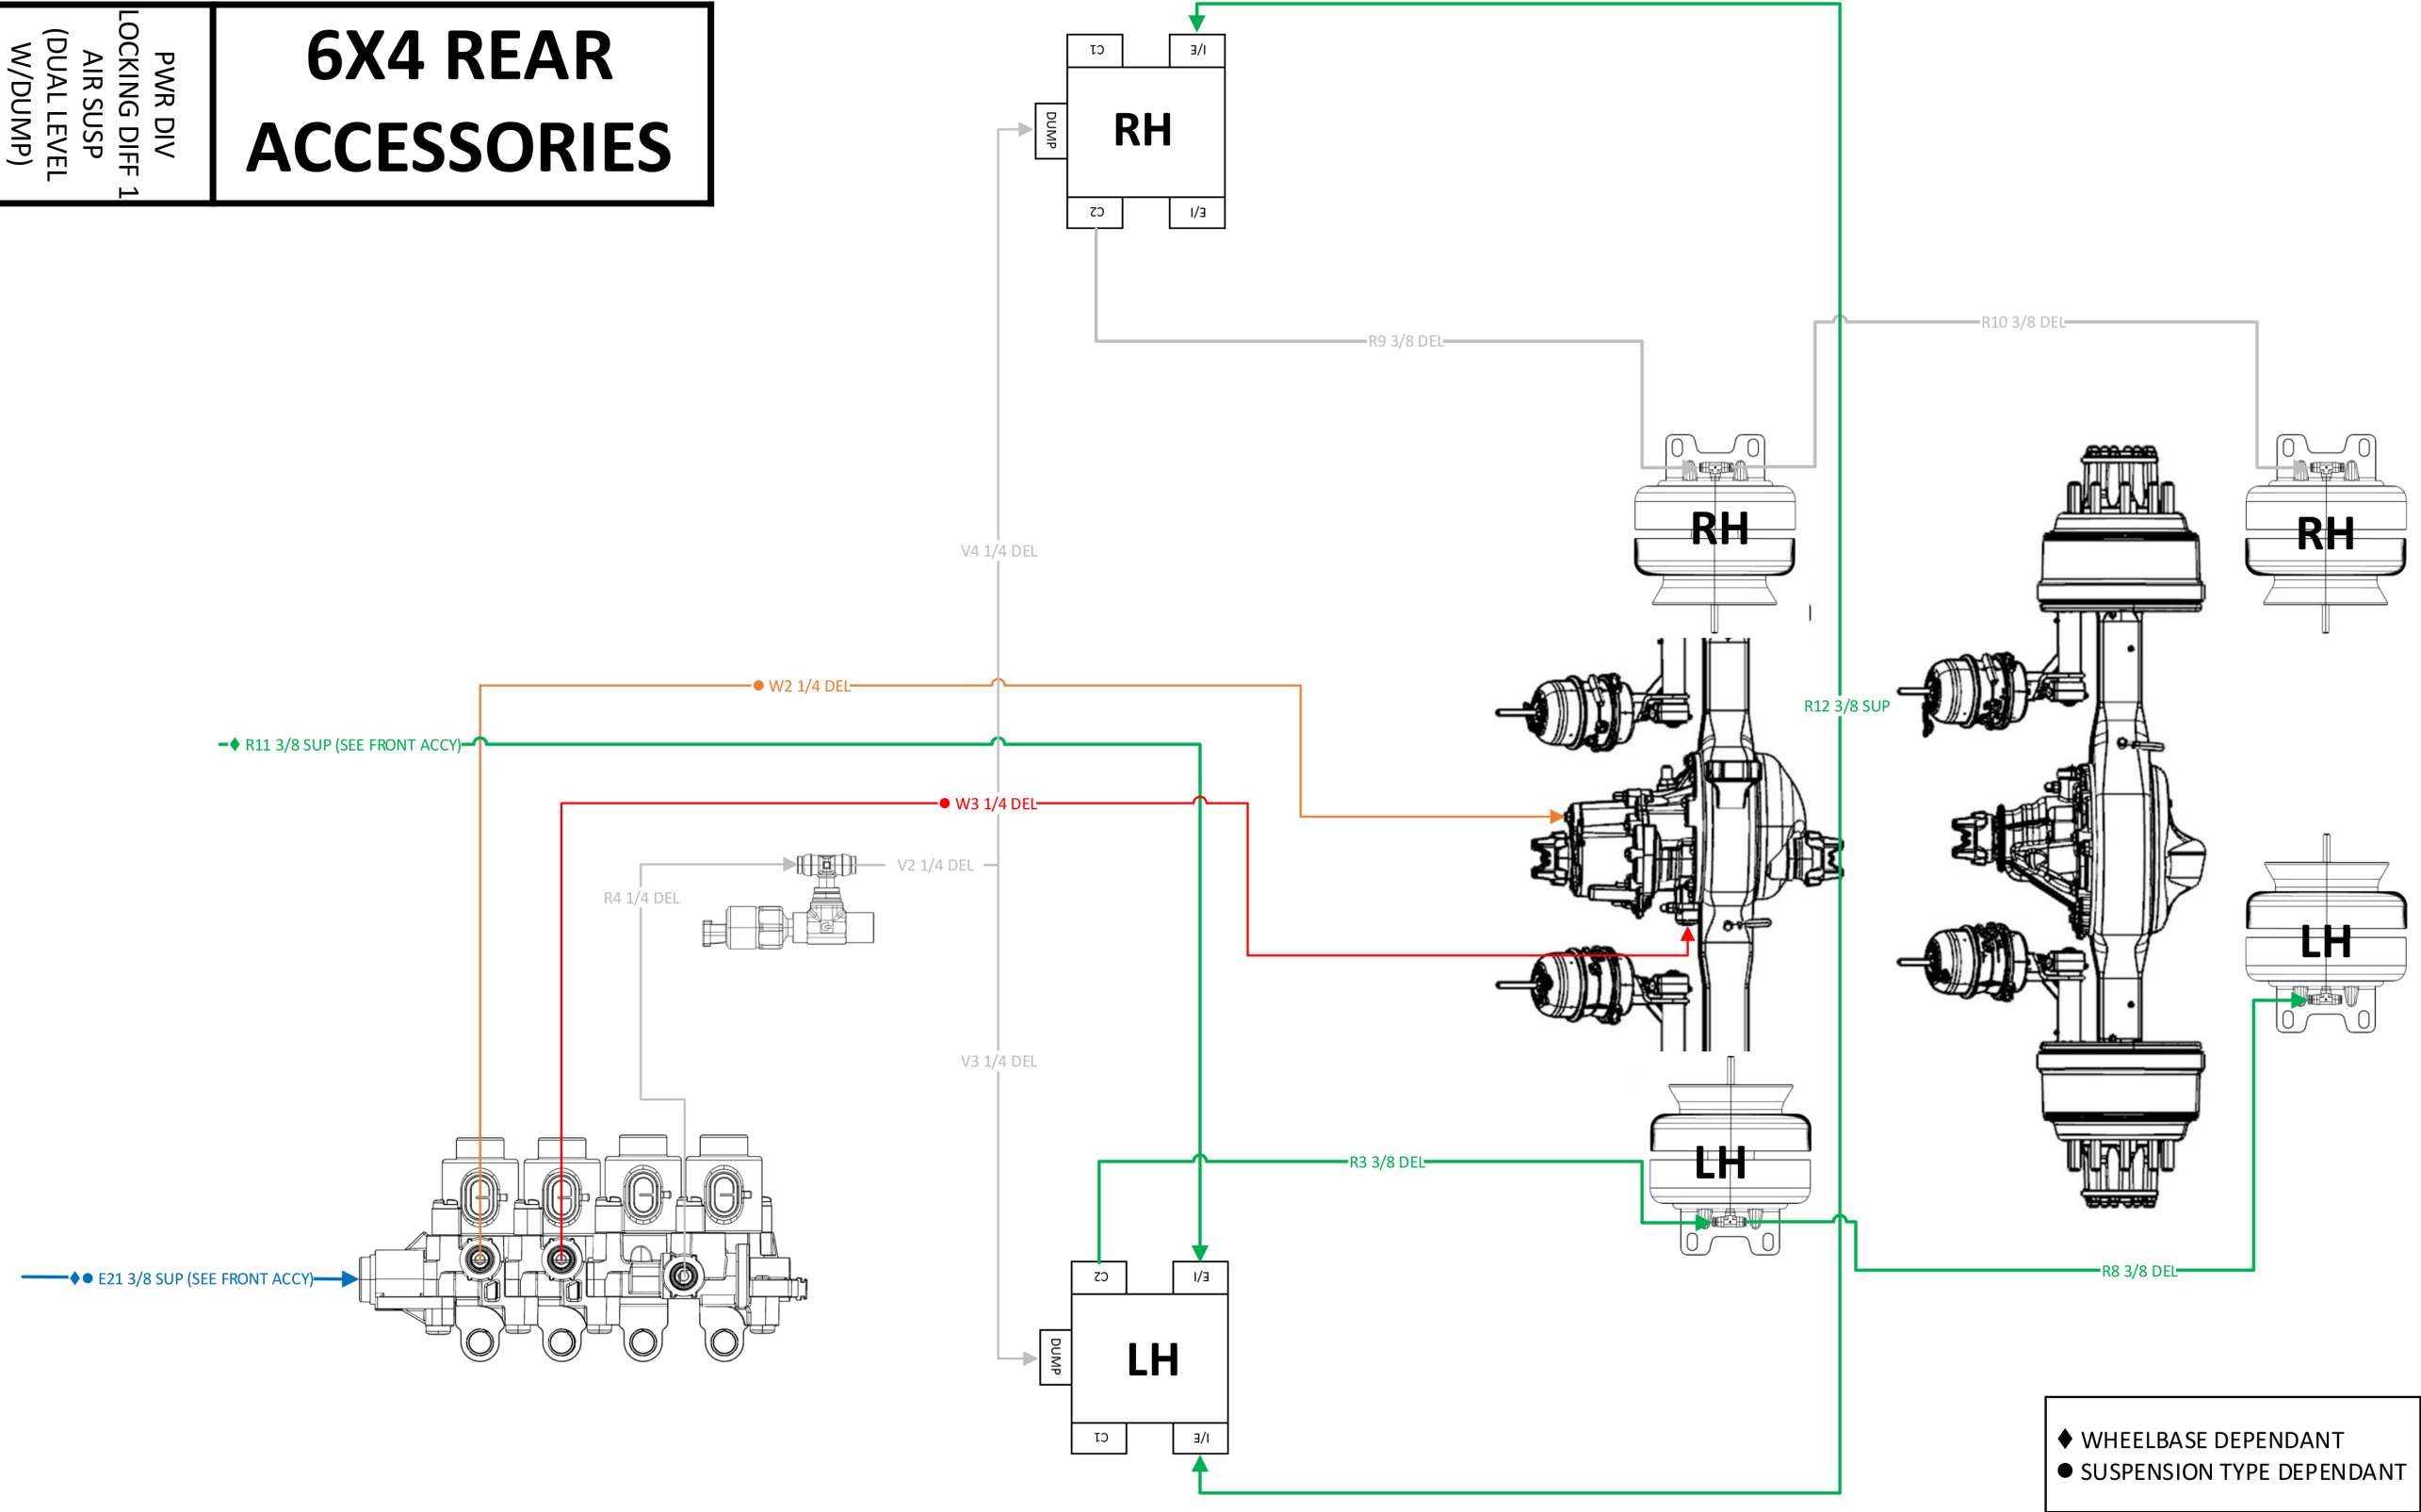 PWR DIV
LOCKING DIFF 1
AIR SUSP
(DUAL LEVEL
W/DUMP)
6X4 REAR
ACCESSORIES
C1
I/E
DUMP
RH
C2
E/I
R9 3/8 DEL
R10 3/8 DEL
RH
RH
V4 1/4 DEL
W2 1/4 DEL
R12 3/8 SUP
R11 3/8 SUP (SEE FRONT ACCY)
W3 1/4 DEL
V2 1/4 DEL
R4 1/4 DEL
LH
V3 1/4 DEL
R3 3/8 DEL
LH
E21 3/8 SUP (SEE FRONT ACCY)
R8 3/8 DEL
C2
E/I
DUMP
LH
C1
I/E
♦ WHEELBASE DEPENDANT
● SUSPENSION TYPE DEPENDANT